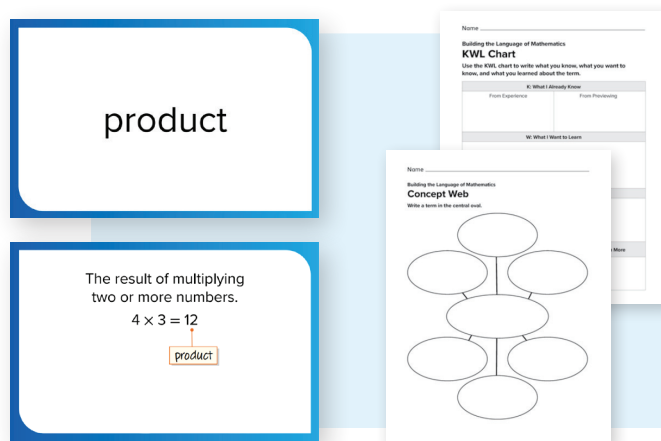 product
The result of multiplying
two or more numbers.
4 × 3 = 12
product
Name
Building the Language of Mathematics
KWL Chart
Use the KWL chart to write what you know, what you want to
know, and what you learned about the term.
K: What I Already Know
From Experience
From Previewing
W: What I Want to Learn
More
Name
Building the Language of Mathematics
Concept Web
Write a term in the central oval.